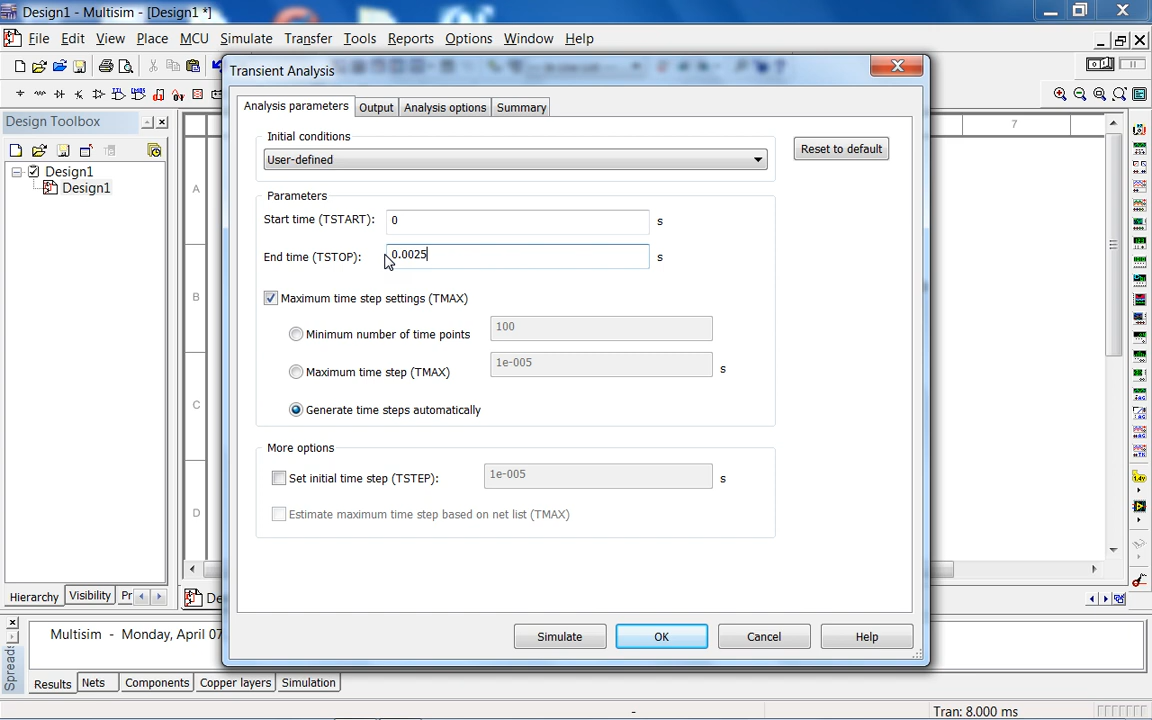 Design1 - Multisim - [Design1 *]
File Edit View Place MCU Simulate Transfer Tools Reports Options Window Help
Transient Analysis
Design Toolbox
Analysis parameters Output Analysis options Summary
7
Initial conditions
User-defined
Reset to default
Design1
Design1
A
Parameters
Start time (TSTART): 0 s
End time (TSTOP): 0.0025 s
B
Maximum time step settings (TMAX)
Minimum number of time points 100
Maximum time step (TMAX) 1e-005 s
C
Generate time steps automatically
More options
Set initial time step (TSTEP): 1e-005 s
D
Estimate maximum time step based on net list (TMAX)
Hierarchy Visibility Pr
De
Multisim - Monday, April 07
Simulate OK Cancel Help
Results Nets Components Copper layers Simulation
- Tran: 8.000 ms